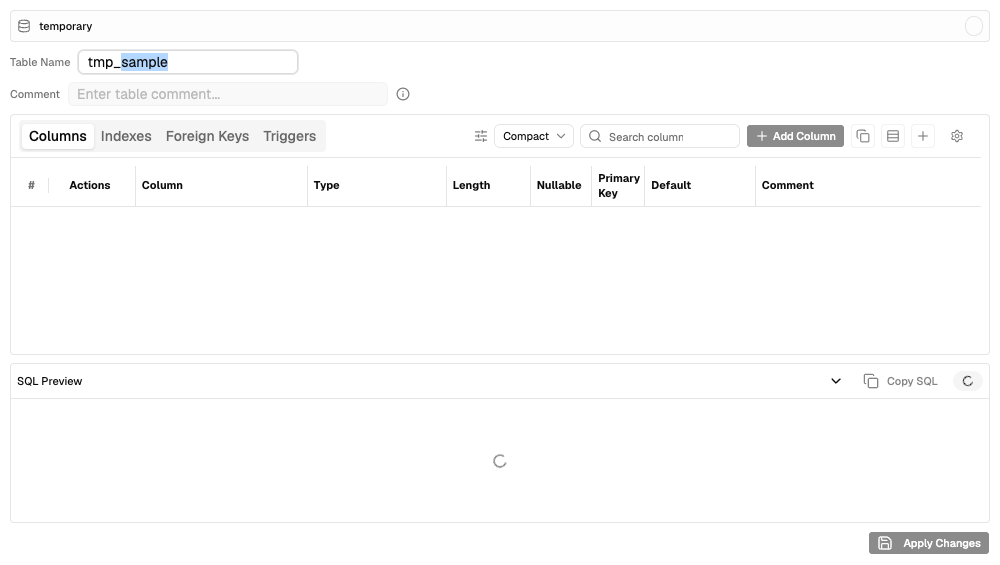 temporary
Table Name tmp_sample
Comment Enter table comment...
Columns Indexes Foreign Keys Triggers Compact Search column Add Column
# Actions Column Type Length Nullable Primary Key Default Comment
SQL Preview Copy SQL
Apply Changes